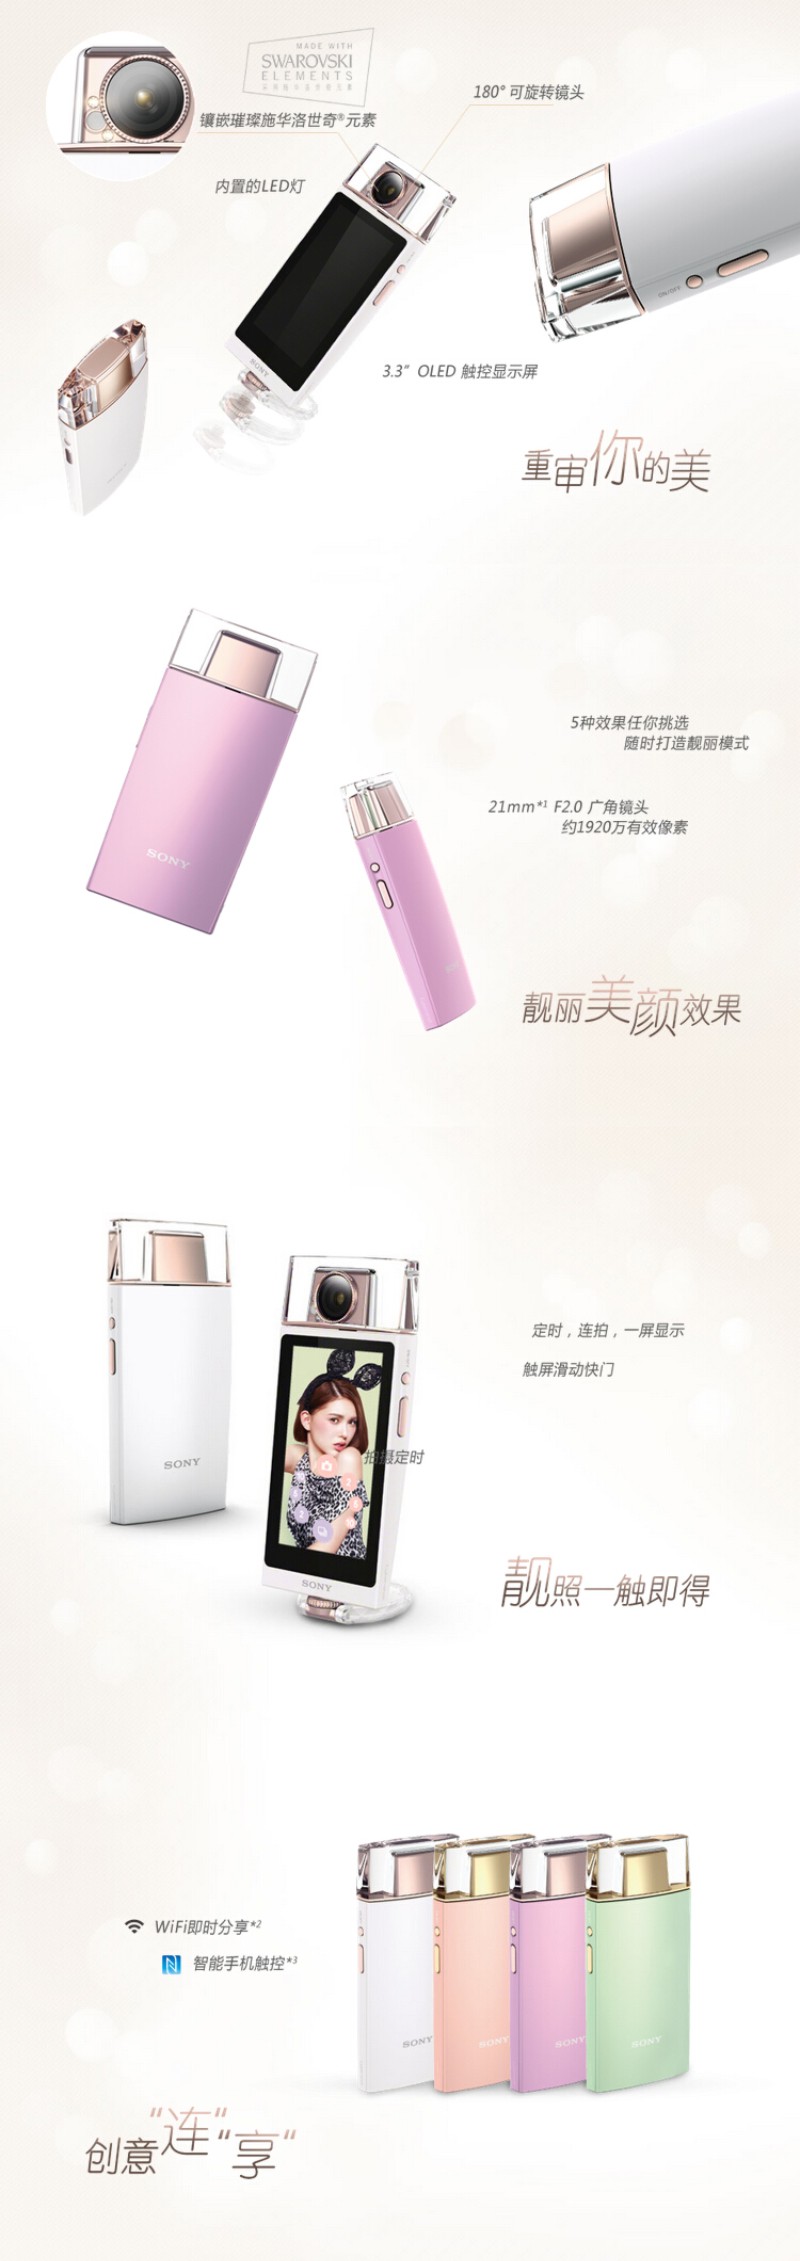 MADE WITH
SWAROVSKI
ELEMENTS
180° 可旋转镜头
镶嵌璀璨施华洛世奇®元素
内置的LED灯
ON/OFF
SONY
3.3” OLED 触控显示屏
重审你的美
5种效果任你挑选
随时打造靓丽模式
21mm*1 F2.0 广角镜头
约1920万有效像素
SONY
靓丽美颜效果
定时，连拍，一屏显示
触屏滑动快门
拍摄定时
SONY
SONY
靓照一触即得
WiFi即时分享*2
智能手机触控*3
SONY
SONY
SONY
SONY
创意“连“
“享“